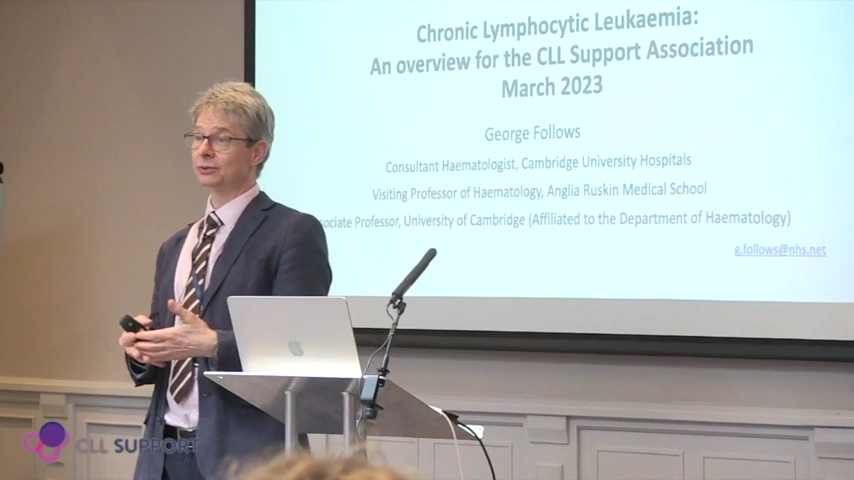 Chronic Lymphocytic Leukaemia:
An overview for the CLL Support Association
March 2023
George Follows
Consultant Haematologist, Cambridge University Hospitals
Visiting Professor of Haematology, Anglia Ruskin Medical School
Professor, University of Cambridge (Affiliated to the Department of Haematology)
g.follows@nhs.net
CLL SUPPORT